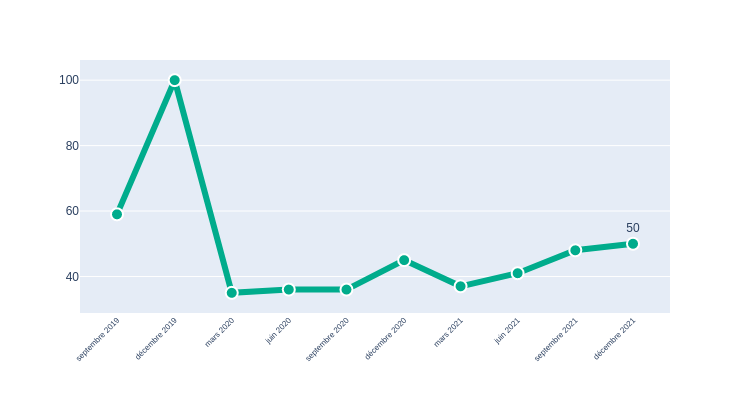 100
80
60
40
50
septembre 2019
décembre 2019
mars 2020
juin 2020
septembre 2020
décembre 2020
mars 2021
juin 2021
septembre 2021
décembre 2021